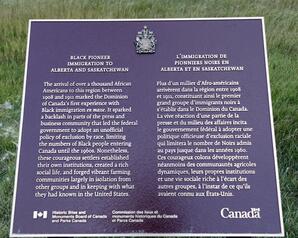 BLACK PIONEER
IMMIGRATION TO
ALBERTA AND SASKATCHEWAN
The arrival of over a thousand African
Americans to this region between
1908 and 1911 marked the Dominion
of Canada's first experience with
Black immigration en masse. It sparked
a backlash in parts of the press and
business community that led the federal
government to adopt an unofficial
policy of exclusion by race, limiting
the numbers of Black people entering
Canada until the 1960s. Nonetheless,
these courageous settlers established
their own institutions, created a rich
social life, and forged vibrant farming
communities largely in isolation from
other groups and in keeping with what
they had known in the United States.
L'IMMIGRATION DE
PIONNIERS NOIRS EN
ALBERTA ET EN SASKATCHEWAN
Plus d'un millier d'Afro-américains
arrivèrent dans la région entre 1908
et 1911, constituant ainsi le premier
grand groupe d'immigrants noirs à
s'établir dans le Dominion du Canada.
La vive réaction d'une partie de la
presse et du milieu des affaires incita
le gouvernement fédéral à adopter une
politique officieuse d'exclusion raciale
qui limitera le nombre de Noirs admis
au pays jusque dans les années 1960.
Ces courageux colons développèrent
néanmoins des communautés agricoles
dynamiques, leurs propres institutions
et une vie sociale riche à l'écart des
autres groupes, à l'instar de ce qu'ils
avaient connu aux États-Unis.
Historic Sites and
Monuments Board of Canada
and Parks Canada
Commission des lieux et
monuments historiques du Canada
et Parcs Canada
Canada